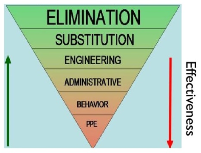 ELIMINATION
SUBSTITUTION
ENGINEERING
ADMINISTRATIVE
BEHAVIOR
PPE
Effectiveness